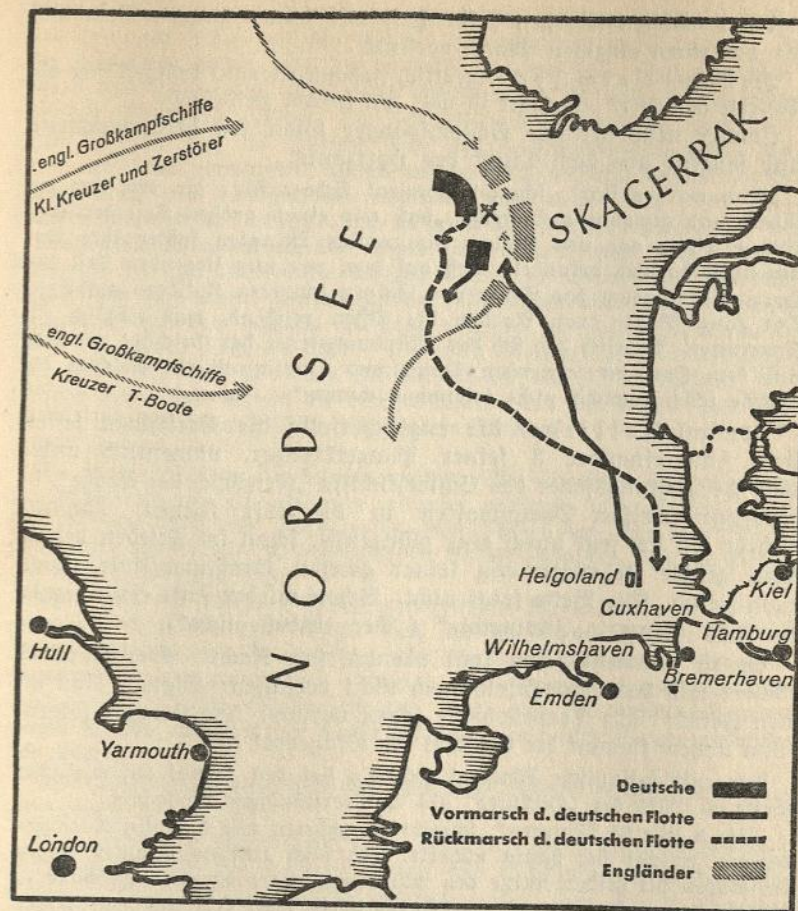 engl. Großkampfschiffe
Kl. Kreuzer und Zerstörer
SKAGERRAK
NORDSEE
engl. Großkampfschiffe
Kreuzer T-Boote
Helgoland
Kiel
Cuxhaven
Hamburg
Wilhelmshaven
Bremerhaven
Emden
Hull
Yarmouth
London
Deutsche
Vormarsch d. deutschen Flotte
Rückmarsch d. deutschen Flotte
Engländer